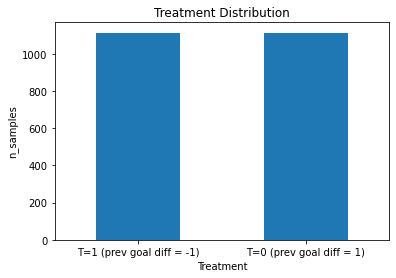 Treatment Distribution
1000
800
600
400
200
0
n_samples
T=1 (prev goal diff = -1)
T=0 (prev goal diff = 1)
Treatment